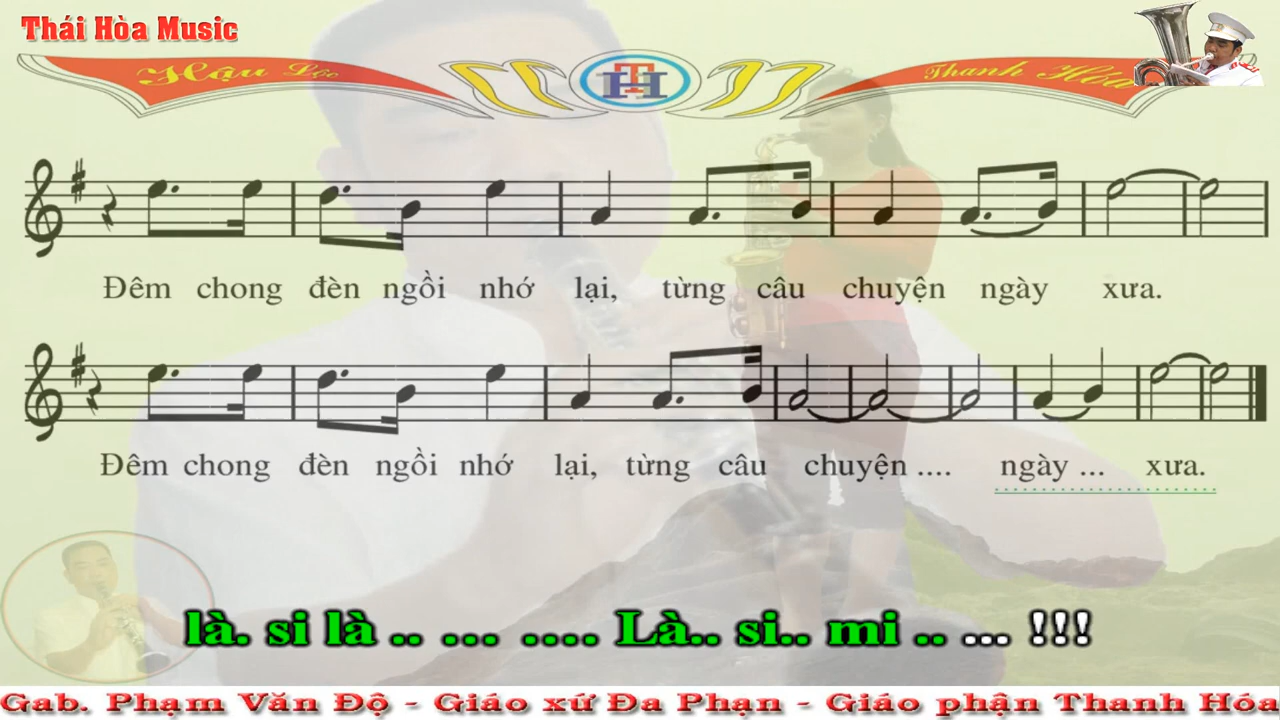 Thái Hòa Music
Hậu Lộc
TH
Thanh Hóa
Đêm chong đèn ngồi nhớ lại, từng câu chuyện ngày xưa.
Đêm chong đèn ngồi nhớ lại, từng câu chuyện .... ngày ... xưa.
là. si là .. ... .... Là.. si.. mi .. ... !!!
Gab. Phạm Văn Độ - Giáo xứ Đa Phạn - Giáo phận Thanh Hóa